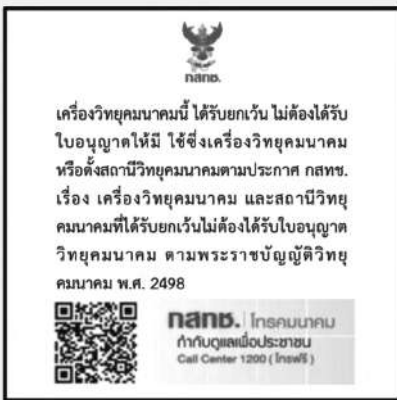 กสทช.
เครื่องวิทยุคมนาคมนี้ ได้รับยกเว้น ไม่ต้องได้รับ
ใบอนุญาตให้มี ใช้ซึ่งเครื่องวิทยุคมนาคม
หรือตั้งสถานีวิทยุคมนาคมตามประกาศ กสทช.
เรื่อง เครื่องวิทยุคมนาคม และสถานีวิทยุ
คมนาคมที่ได้รับยกเว้นไม่ต้องได้รับใบอนุญาต
วิทยุคมนาคม ตามพระราชบัญญัติวิทยุ
คมนาคม พ.ศ. 2498
กสทช. | โทรคมนาคม
กำกับดูแลเพื่อประชาชน
Call Center 1200 ( โทรฟรี )